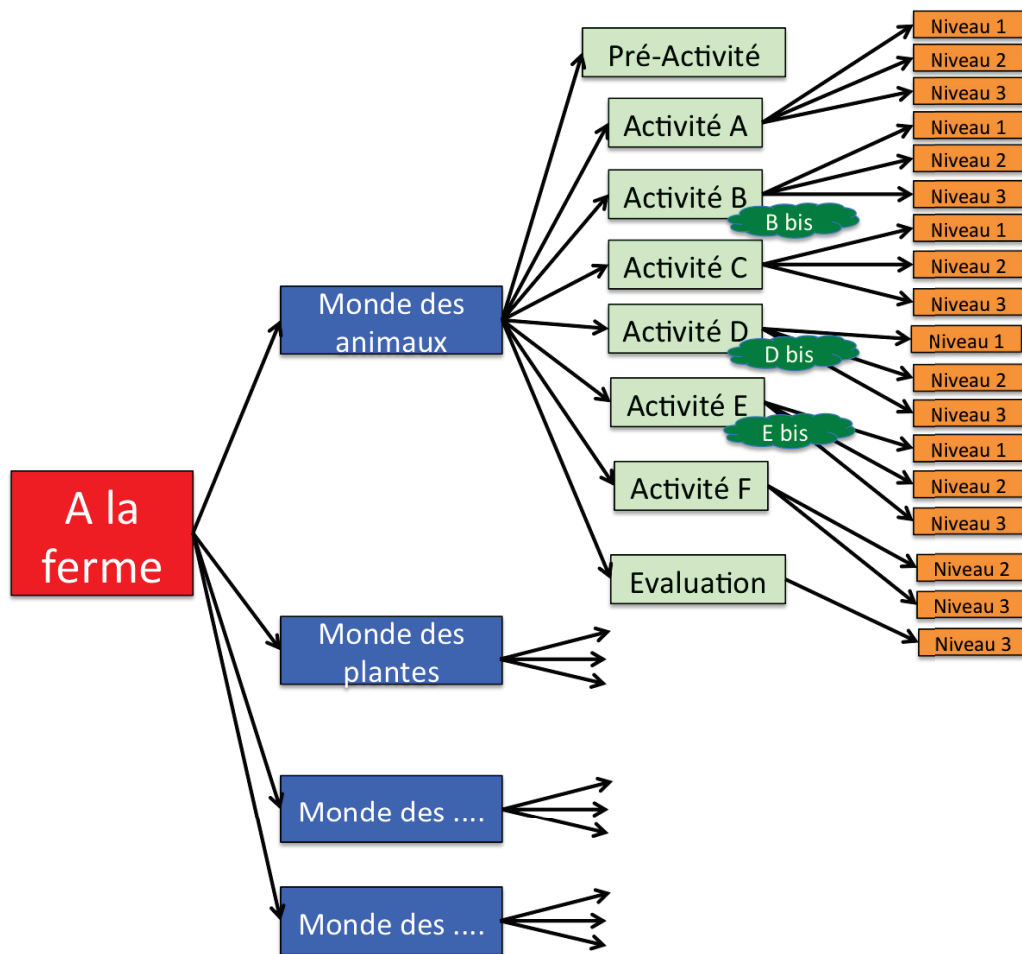 Niveau 1
Pré-Activité
Niveau 2
Niveau 3
Activité A
Niveau 1
Niveau 2
Activité B
Niveau 3
B bis
Niveau 1
Activité C
Niveau 2
Monde des
animaux
Niveau 3
Activité D
Niveau 1
D bis
Niveau 2
Activité E
Niveau 3
E bis
Niveau 1
Activité F
Niveau 2
Niveau 3
A la
ferme
Evaluation
Niveau 2
Niveau 3
Niveau 3
Monde des
plantes
Monde des ....
Monde des ....